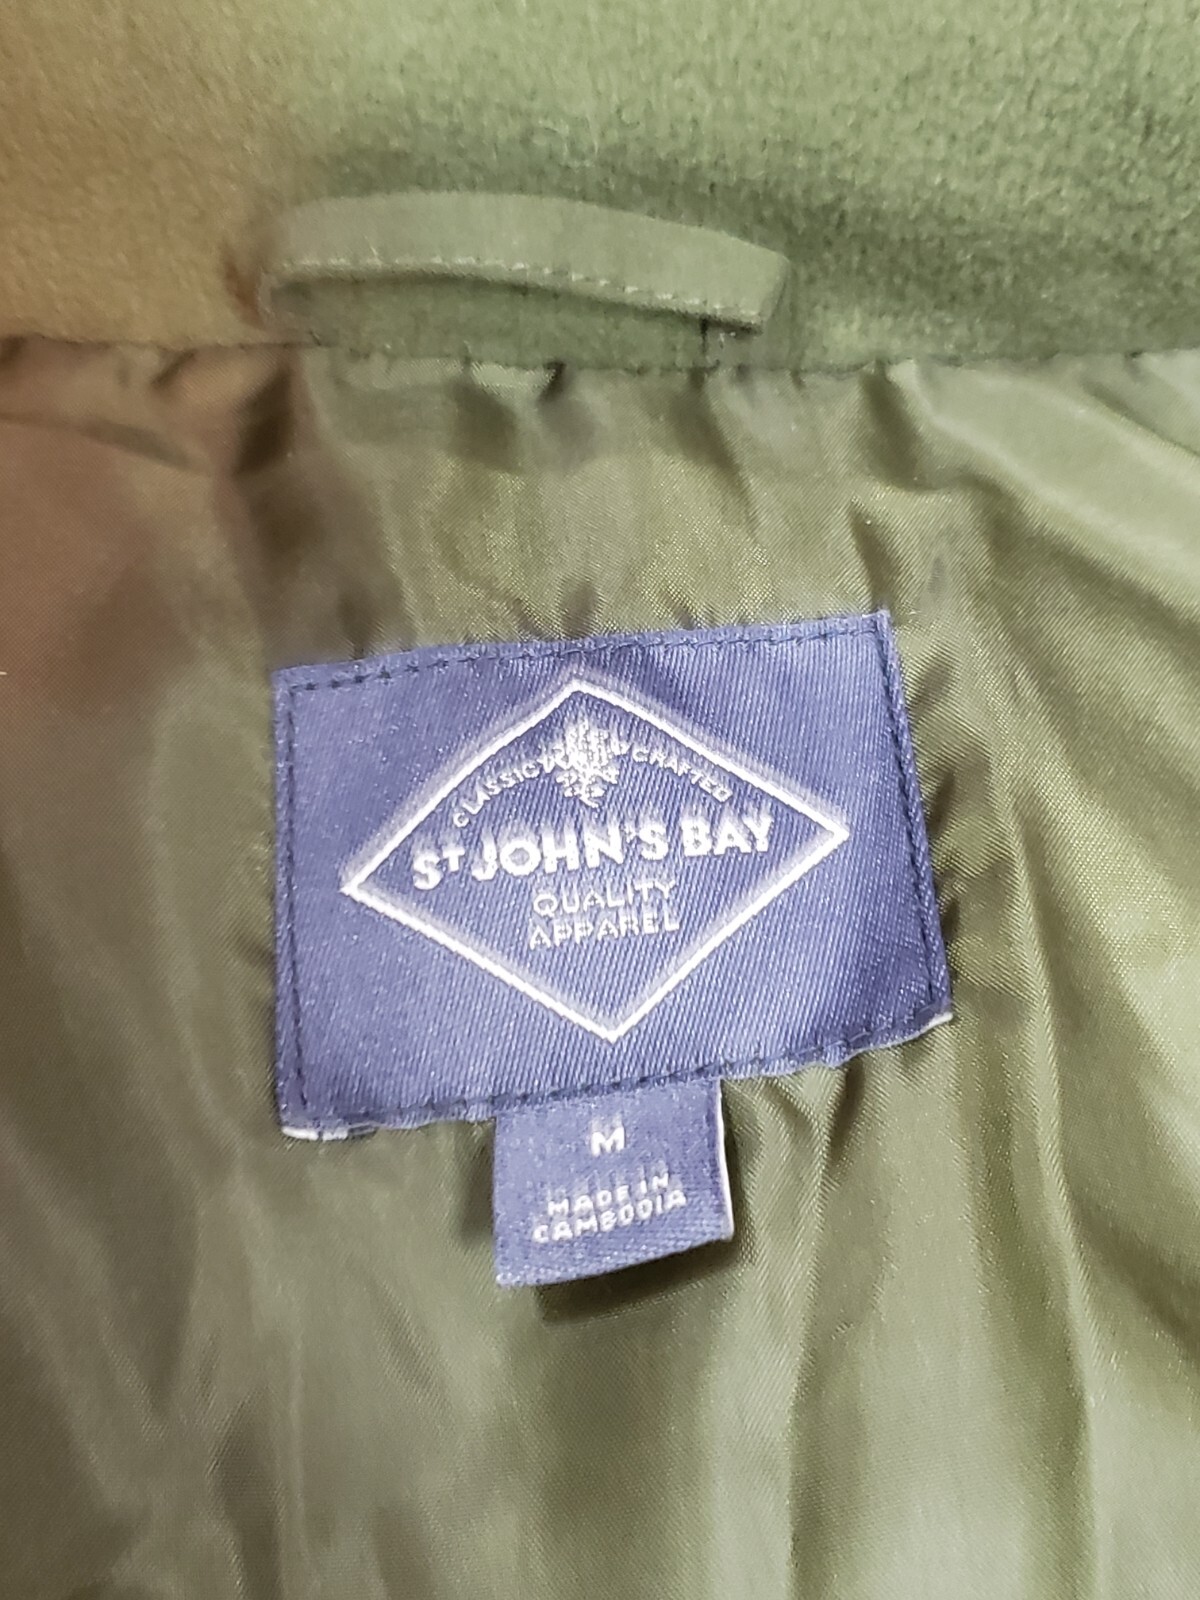 CLASSIC CRAFTED
ST JOHN'S BAY
QUALITY
APPAREL
M
MADE IN
CAMBODIA